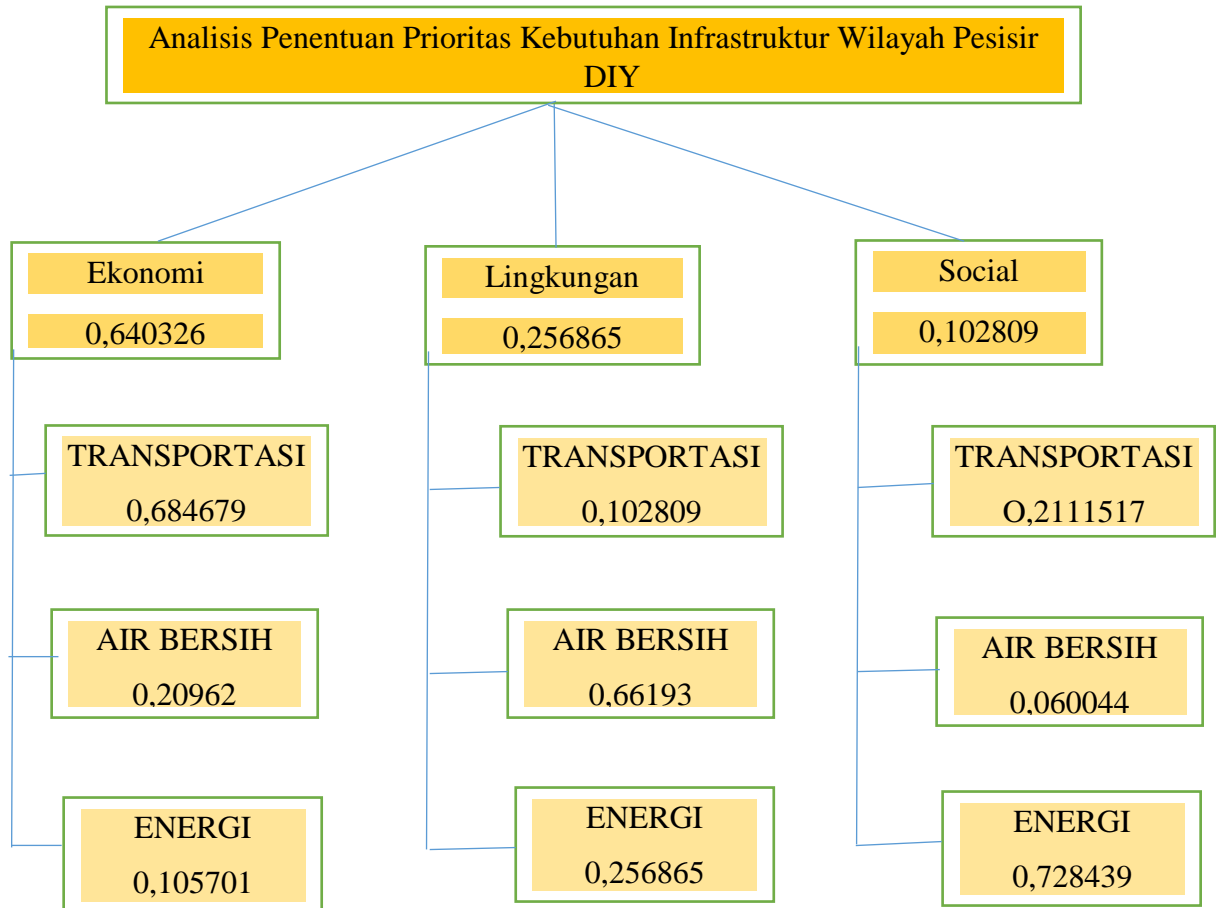 Analisis Penentuan Prioritas Kebutuhan Infrastruktur Wilayah Pesisir
DIY
Ekonomi
0,640326
Lingkungan
0,256865
Social
0,102809
TRANSPORTASI
0,684679
TRANSPORTASI
0,102809
TRANSPORTASI
O,2111517
AIR BERSIH
0,20962
AIR BERSIH
0,66193
AIR BERSIH
0,060044
ENERGI
0,105701
ENERGI
0,256865
ENERGI
0,728439